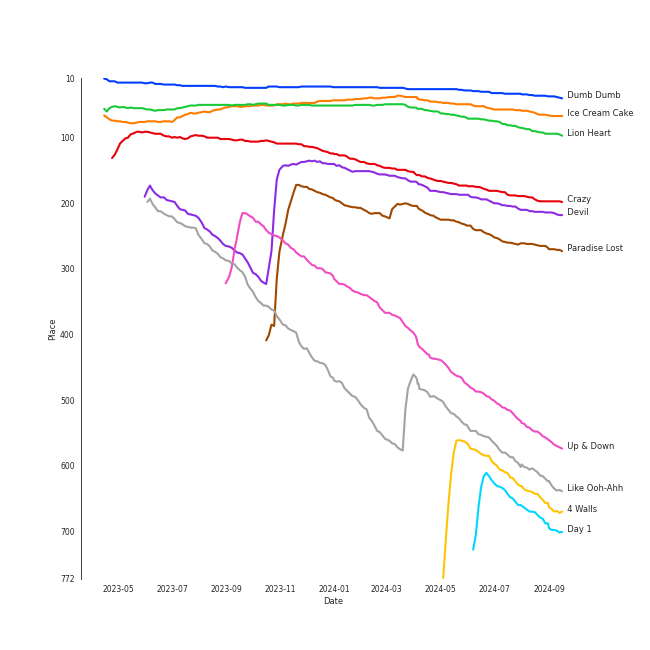 10
100
200
300
400
500
600
700
772
Place
2023-05
2023-07
2023-09
2023-11
2024-01
2024-03
2024-05
2024-07
2024-09
Date
Dumb Dumb
Ice Cream Cake
Lion Heart
Crazy
Devil
Paradise Lost
Up & Down
Like Ooh-Ahh
4 Walls
Day 1